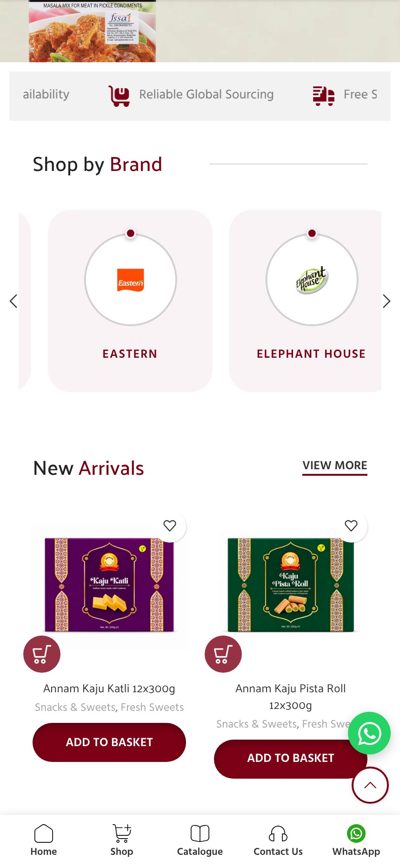 MASALA MIX FOR MEAT IN PICKLE CONDIMENTS
fssai
ailability
Reliable Global Sourcing
Free S
Shop by Brand
Eastern
Elephant House
EASTERN
ELEPHANT HOUSE
New Arrivals
VIEW MORE
Kaju Katli
Kaju
Pista Roll
Annam Kaju Katli 12x300g
Snacks & Sweets, Fresh Sweets
ADD TO BASKET
Annam Kaju Pista Roll
12x300g
Snacks & Sweets, Fresh Swe
ADD TO BASKET
Home
Shop
Catalogue
Contact Us
WhatsApp